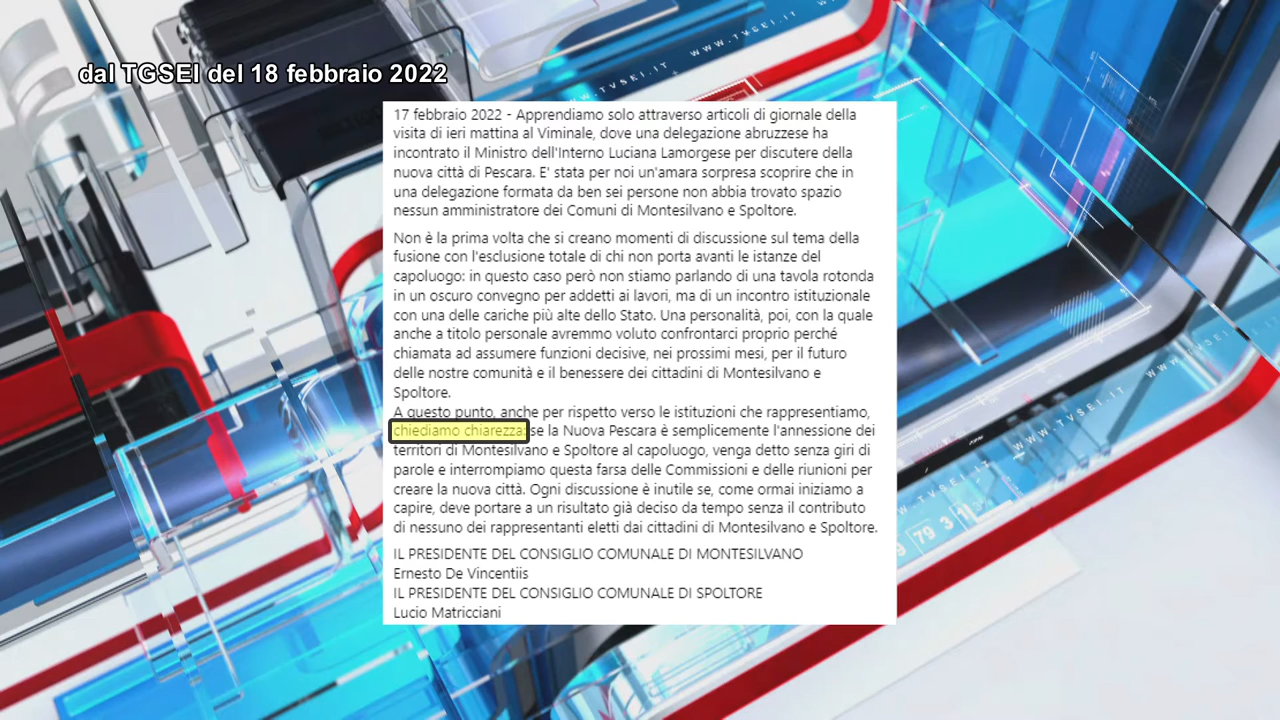 dal TGSEI del 18 febbraio 2022
WWW.TVSEI.IT
WWW.TVSEI.IT
17 febbraio 2022 - Apprendiamo solo attraverso articoli di giornale della
visita di ieri mattina al Viminale, dove una delegazione abruzzese ha
incontrato il Ministro dell'Interno Luciana Lamorgese per discutere della
nuova città di Pescara. E' stata per noi un'amara sorpresa scoprire che in
una delegazione formata da ben sei persone non abbia trovato spazio
nessun amministratore dei Comuni di Montesilvano e Spoltore.
Non è la prima volta che si creano momenti di discussione sul tema della
fusione con l'esclusione totale di chi non porta avanti le istanze del
capoluogo: in questo caso però non stiamo parlando di una tavola rotonda
in un oscuro convegno per addetti ai lavori, ma di un incontro istituzionale
con una delle cariche più alte dello Stato. Una personalità, poi, con la quale
anche a titolo personale avremmo voluto confrontarci proprio perché
chiamata ad assumere funzioni decisive, nei prossimi mesi, per il futuro
delle nostre comunità e il benessere dei cittadini di Montesilvano e
Spoltore.
A questo punto, anche per rispetto verso le istituzioni che rappresentiamo,
chiediamo chiarezza: se la Nuova Pescara è semplicemente l'annessione dei
territori di Montesilvano e Spoltore al capoluogo, venga detto senza giri di
parole e interrompiamo questa farsa delle Commissioni e delle riunioni per
creare la nuova città. Ogni discussione è inutile se, come ormai iniziamo a
capire, deve portare a un risultato già deciso da tempo senza il contributo
di nessuno dei rappresentanti eletti dai cittadini di Montesilvano e Spoltore.
IL PRESIDENTE DEL CONSIGLIO COMUNALE DI MONTESILVANO
Ernesto De Vincentiis
IL PRESIDENTE DEL CONSIGLIO COMUNALE DI SPOLTORE
Lucio Matricciani